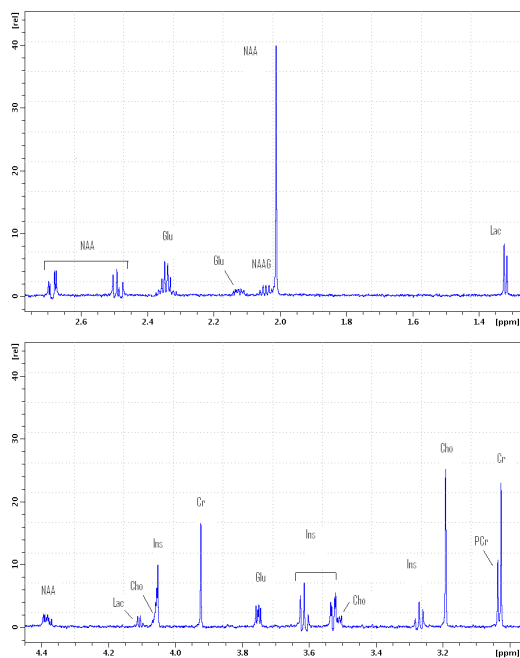 [rel]
40
30
20
10
0
NAA
NAA
Glu
Glu
NAAG
Lac
2.6 2.4 2.2 2.0 1.8 1.6 1.4 [ppm]
[rel]
40
30
20
10
0
NAA
Lac
Cho
Ins
Cr
Glu
Ins
Cho
Ins
Cho
PCr
Cr
4.4 4.2 4.0 3.8 3.6 3.4 3.2 [ppm]